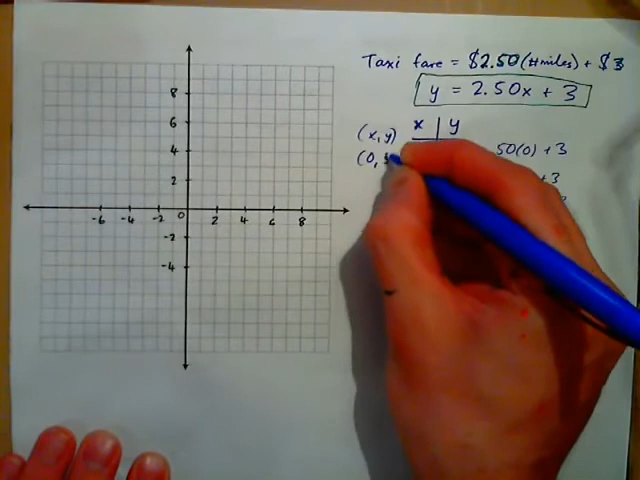 Taxi fare = $2.50(#miles) + $3
y = 2.50x + 3
(x,y) x y
(0, 50(0) + 3
+3
8
6
4
2
-6 -4 -2 0 2 4 6 8
-2
-4